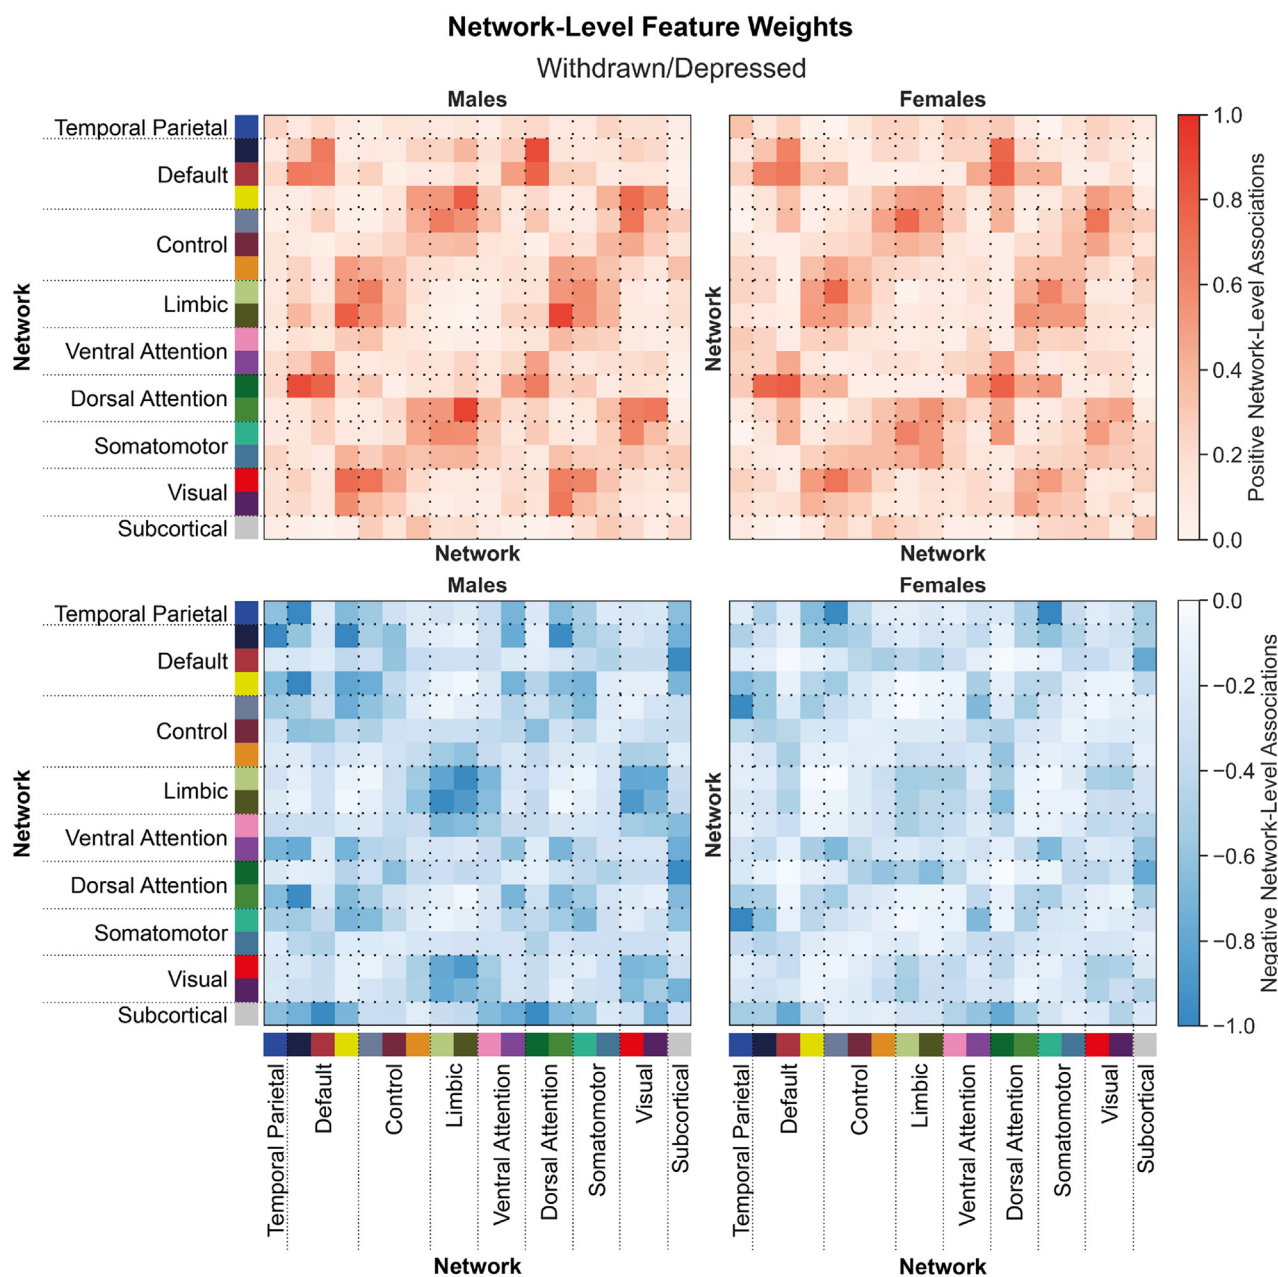 Network-Level Feature Weights
Withdrawn/Depressed
Males
Females
Temporal Parietal
Default
Control
Limbic
Ventral Attention
Dorsal Attention
Somatomotor
Visual
Subcortical
Network
Network
Network
Network
1.0
0.8
0.6
0.4
0.2
0.0
Positive Network-Level Associations
Males
Females
Temporal Parietal
Default
Control
Limbic
Ventral Attention
Dorsal Attention
Somatomotor
Visual
Subcortical
Network
Network
0.0
−0.2
−0.4
−0.6
−0.8
−1.0
Negative Network-Level Associations
Temporal Parietal
Default
Control
Limbic
Ventral Attention
Dorsal Attention
Somatomotor
Visual
Subcortical
Temporal Parietal
Default
Control
Limbic
Ventral Attention
Dorsal Attention
Somatomotor
Visual
Subcortical
Network
Network